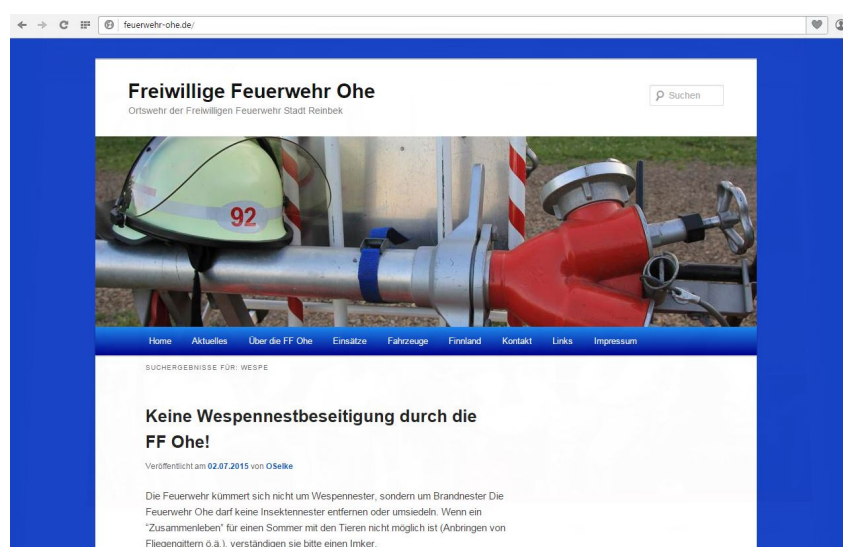 feuerwehr-ohe.de/
Freiwillige Feuerwehr Ohe
Ortswehr der Freiwilligen Feuerwehr Stadt Reinbek
Suchen
92
Home Aktuelles Über die FF Ohe Einsätze Fahrzeuge Finnland Kontakt Links Impressum
SUCHERGEBNISSE FÜR: WESPE
Keine Wespennestbeseitigung durch die
FF Ohe!
Veröffentlicht am 02.07.2015 von OSelke
Die Feuerwehr kümmert sich nicht um Wespennester, sondern um Brandnester Die
Feuerwehr Ohe darf keine Insektennester entfernen oder umsiedeln. Wenn ein
“Zusammenleben” für einen Sommer mit den Tieren nicht möglich ist (Anbringen von
Fliegengittern ö.ä.), verständigen sie bitte einen Imker.